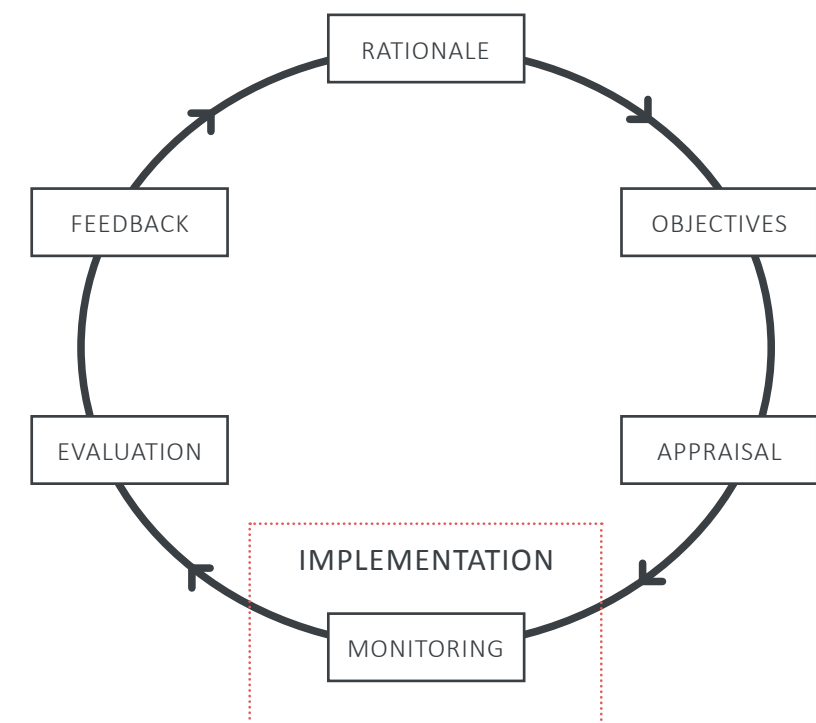 RATIONALE
OBJECTIVES
APPRAISAL
IMPLEMENTATION
MONITORING
EVALUATION
FEEDBACK